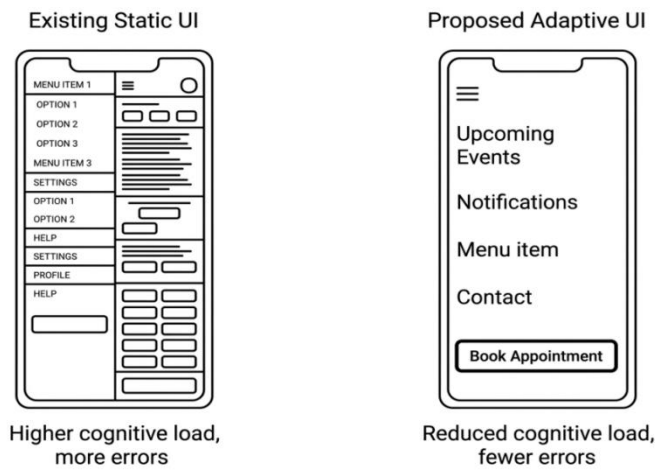 Existing Static UI
MENU ITEM 1
OPTION 1
OPTION 2
OPTION 3
MENU ITEM 3
SETTINGS
OPTION 1
OPTION 2
HELP
SETTINGS
PROFILE
HELP
Higher cognitive load,
more errors
Proposed Adaptive UI
Upcoming
Events
Notifications
Menu item
Contact
Book Appointment
Reduced cognitive load,
fewer errors